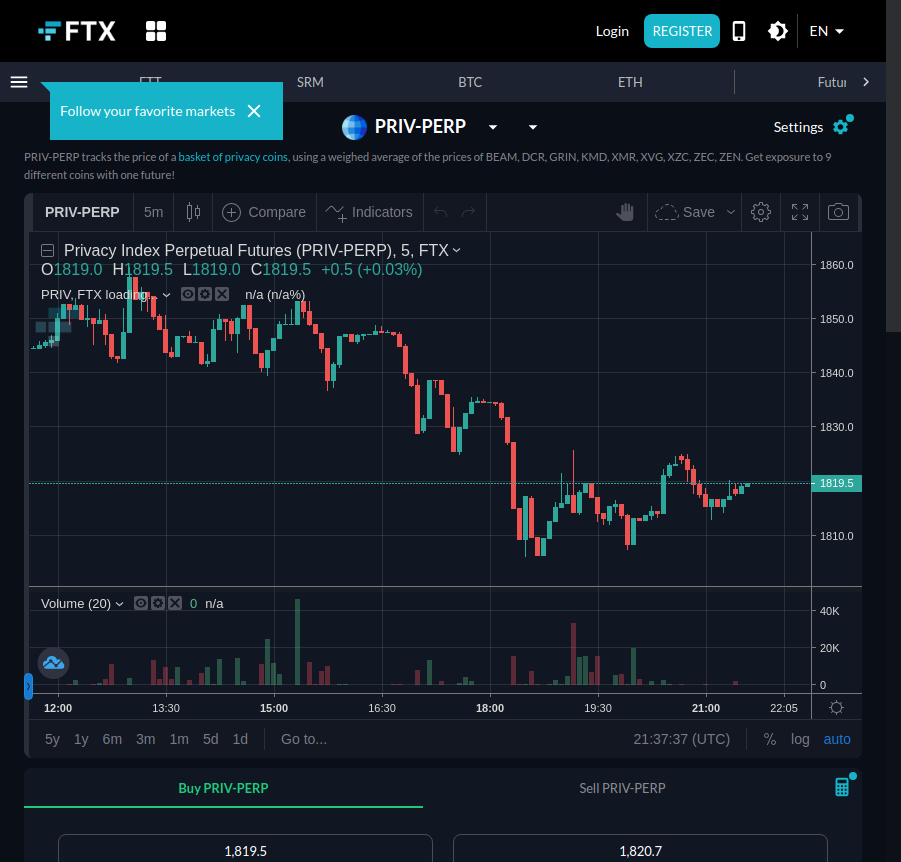 FTX
Login
REGISTER
EN
FTT
SRM
BTC
ETH
Futur
Follow your favorite markets
PRIV-PERP
Settings
PRIV-PERP tracks the price of a basket of privacy coins, using a weighed average of the prices of BEAM, DCR, GRIN, KMD, XMR, XVG, XZC, ZEC, ZEN. Get exposure to 9
different coins with one future!
PRIV-PERP 5m Compare Indicators Save
Privacy Index Perpetual Futures (PRIV-PERP), 5, FTX
O1819.0 H1819.5 L1819.0 C1819.5 +0.5 (+0.03%)
PRIV, FTX loading... n/a (n/a%)
1860.0
1850.0
1840.0
1830.0
1819.5
1810.0
Volume (20) 0 n/a
40K
20K
0
12:00 13:30 15:00 16:30 18:00 19:30 21:00 22:05
5y 1y 6m 3m 1m 5d 1d Go to... 21:37:37 (UTC) % log auto
Buy PRIV-PERP
Sell PRIV-PERP
1,819.5
1,820.7